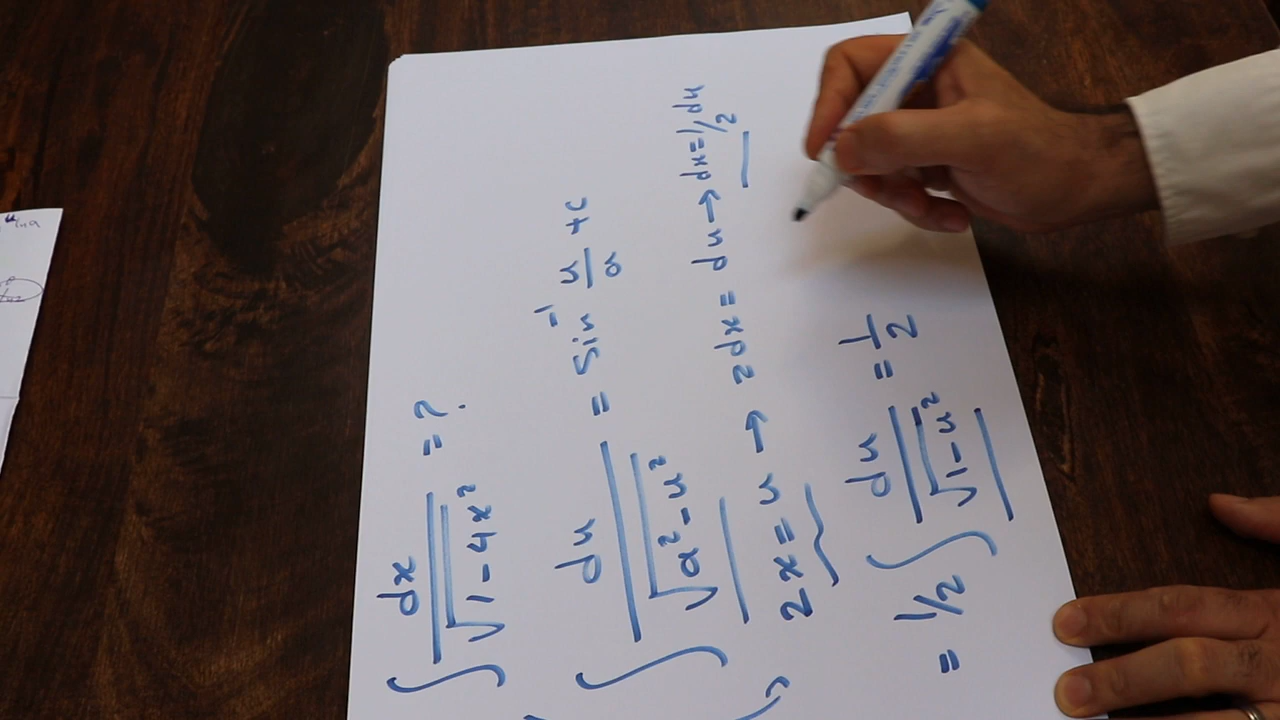 ∫ dx/√(1-4x²) = ?
∫ du/√(a²-u²) = sin⁻¹ u/a + c
2x = u → 2dx = du → dx = 1/2 du
= 1/2 ∫ du/√(1-u²) = 1/2